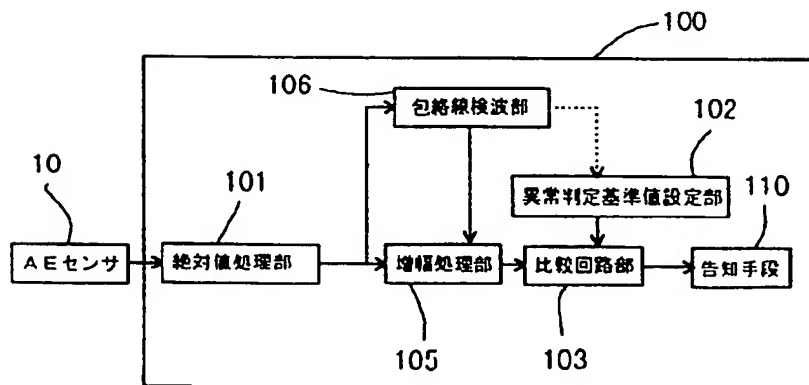 100
106
包絡線検波部
102
10
101
異常判定基準値設定部
110
AEセンサ
絶対値処理部
増幅処理部
比較回路部
告知手段
105
103